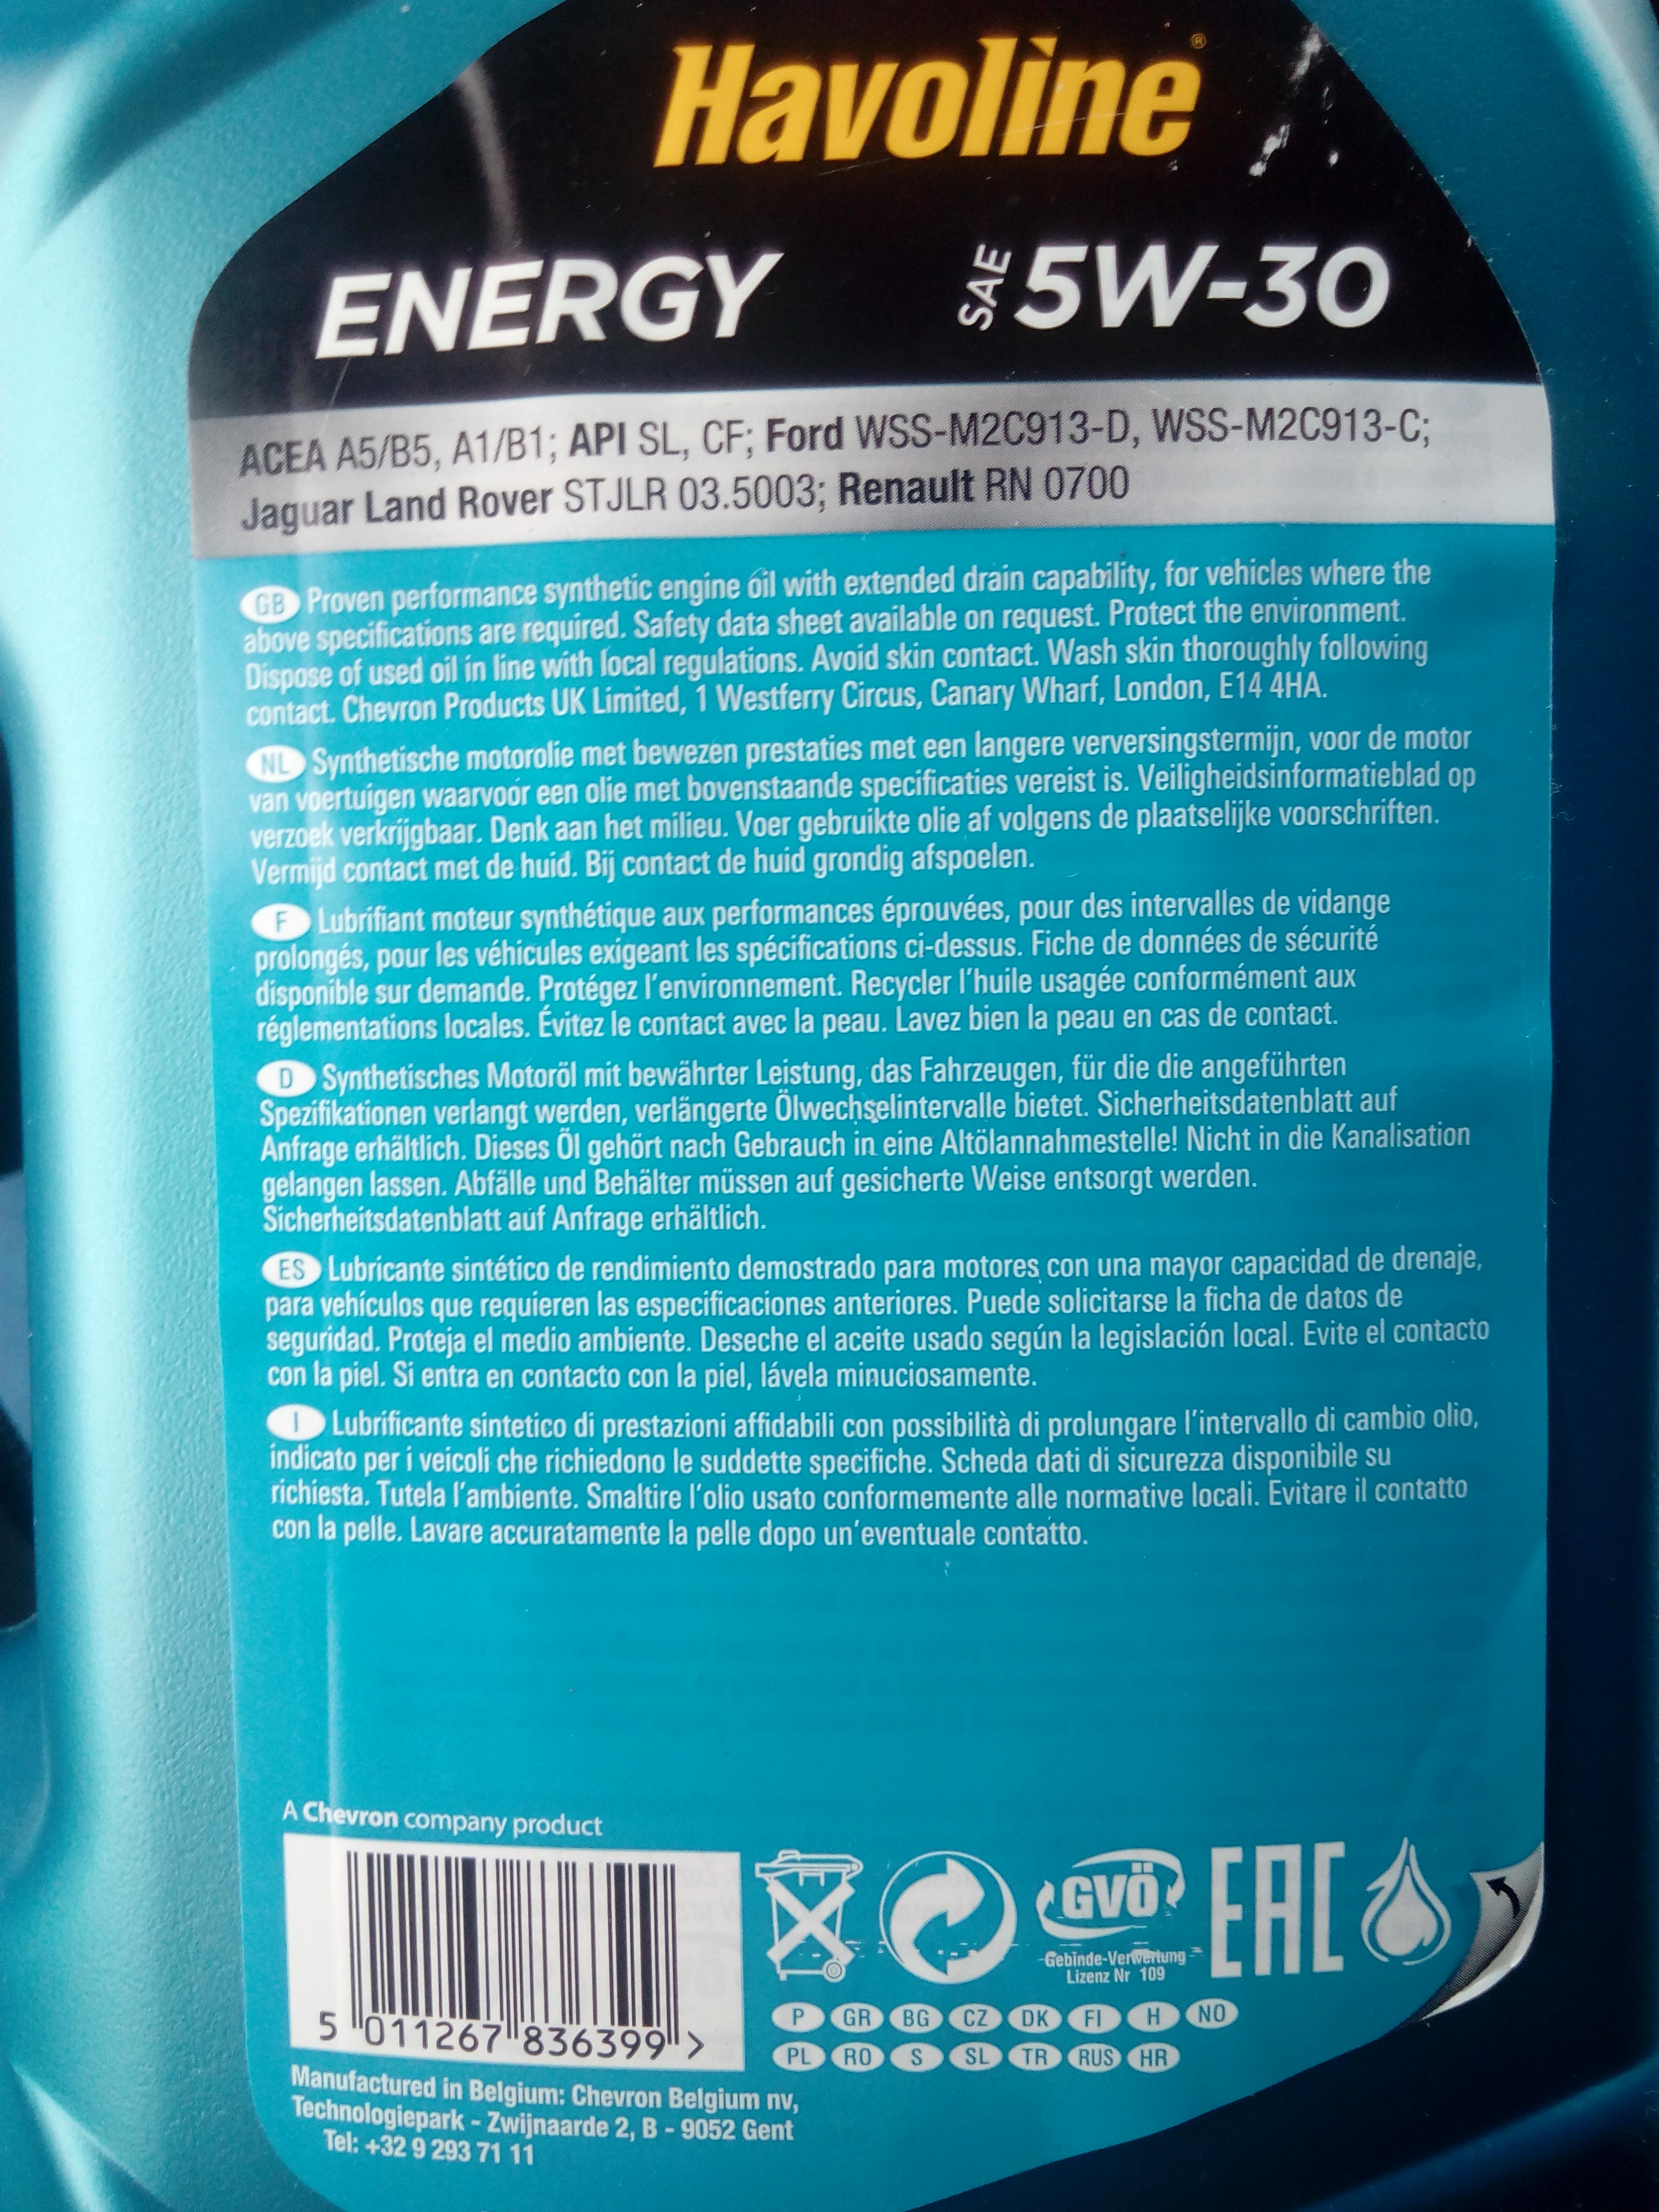 Havoline®
ENERGY SAE 5W-30
ACEA A5/B5, A1/B1; API SL, CF; Ford WSS-M2C913-D, WSS-M2C913-C;
Jaguar Land Rover STJLR 03.5003; Renault RN 0700
GB Proven performance synthetic engine oil with extended drain capability, for vehicles where the
above specifications are required. Safety data sheet available on request. Protect the environment.
Dispose of used oil in line with local regulations. Avoid skin contact. Wash skin thoroughly following
contact. Chevron Products UK Limited, 1 Westferry Circus, Canary Wharf, London, E14 4HA.
NL Synthetische motorolie met bewezen prestaties met een langere verversingstermijn, voor de motor
van voertuigen waarvoor een olie met bovenstaande specificaties vereist is. Veiligheidsinformatieblad op
verzoek verkrijgbaar. Denk aan het milieu. Voer gebruikte olie af volgens de plaatselijke voorschriften.
Vermijd contact met de huid. Bij contact de huid grondig afspoelen.
F Lubrifiant moteur synthétique aux performances éprouvées, pour des intervalles de vidange
prolongés, pour les véhicules exigeant les spécifications ci-dessus. Fiche de données de sécurité
disponible sur demande. Protégez l'environnement. Recycler l'huile usagée conformément aux
réglementations locales. Évitez le contact avec la peau. Lavez bien la peau en cas de contact.
D Synthetisches Motoröl mit bewährter Leistung, das Fahrzeugen, für die die angeführten
Spezifikationen verlangt werden, verlängerte Ölwechselintervalle bietet. Sicherheitsdatenblatt auf
Anfrage erhältlich. Dieses Öl gehört nach Gebrauch in eine Altölannahmestelle! Nicht in die Kanalisation
gelangen lassen. Abfälle und Behälter müssen auf gesicherte Weise entsorgt werden.
Sicherheitsdatenblatt auf Anfrage erhältlich.
ES Lubricante sintético de rendimiento demostrado para motores con una mayor capacidad de drenaje,
para vehículos que requieren las especificaciones anteriores. Puede solicitarse la ficha de datos de
seguridad. Proteja el medio ambiente. Deseche el aceite usado según la legislación local. Evite el contacto
con la piel. Si entra en contacto con la piel, lávela minuciosamente.
I Lubrificante sintetico di prestazioni affidabili con possibilità di prolungare l'intervallo di cambio olio,
indicato per i veicoli che richiedono le suddette specifiche. Scheda dati di sicurezza disponibile su
richiesta. Tutela l'ambiente. Smaltire l'olio usato conformemente alle normative locali. Evitare il contatto
con la pelle. Lavare accuratamente la pelle dopo un'eventuale contatto.
A Chevron company product
5 011267 836399 >
GVÖ
Gebinde-Verwertung
Lizenz Nr 109
EAC
P GR BG CZ DK FI H NO
PL RO S SL TR RUS HR
Manufactured in Belgium: Chevron Belgium nv,
Technologiepark - Zwijnaarde 2, B - 9052 Gent
Tel: +32 9 293 71 11